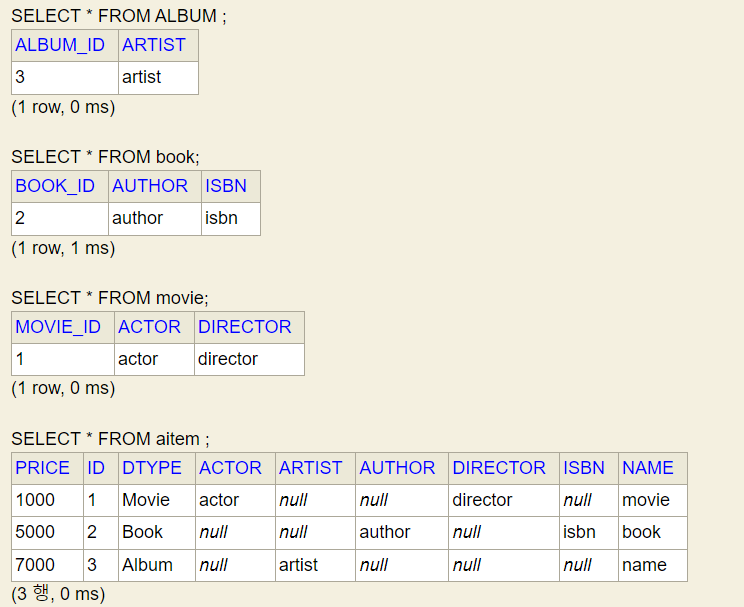 SELECT * FROM ALBUM ;
ALBUM_ID ARTIST
3 artist
(1 row, 0 ms)
SELECT * FROM book;
BOOK_ID AUTHOR ISBN
2 author isbn
(1 row, 1 ms)
SELECT * FROM movie;
MOVIE_ID ACTOR DIRECTOR
1 actor director
(1 row, 0 ms)
SELECT * FROM aitem ;
PRICE ID DTYPE ACTOR ARTIST AUTHOR DIRECTOR ISBN NAME
1000 1 Movie actor null null director null movie
5000 2 Book null null author null isbn book
7000 3 Album null artist null null null name
(3 행, 0 ms)